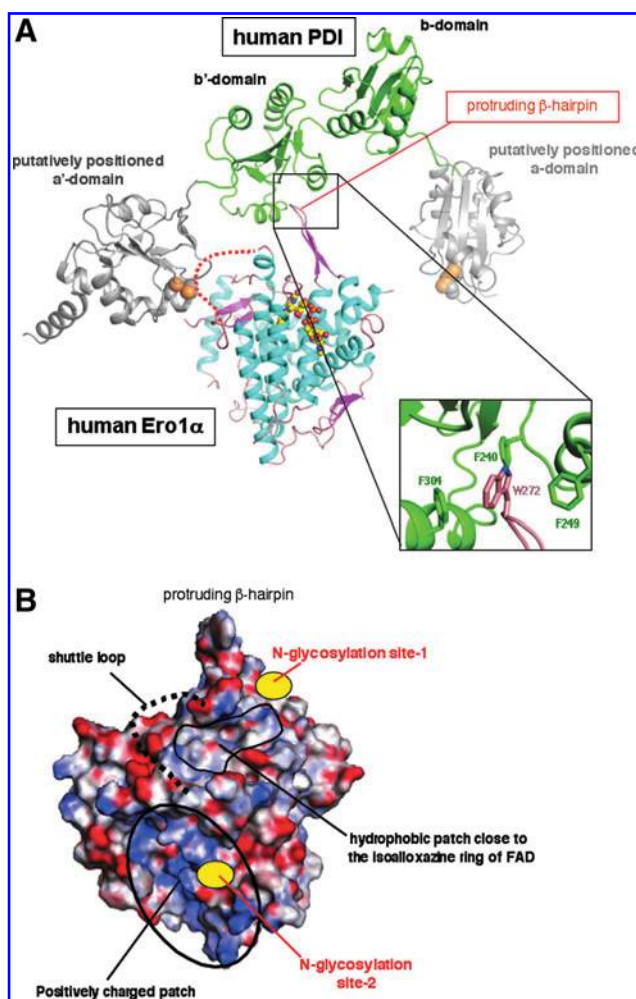 A
human PDI
b-domain
b'-domain
protruding β-hairpin
putatively positioned
a'-domain
putatively positioned
a-domain
human Ero1α
F240
F304
W272
F249
B
protruding β-hairpin
shuttle loop
N-glycosylation site-1
hydrophobic patch close to
the isoalloxazine ring of FAD
N-glycosylation
site-2
Positively charged patch